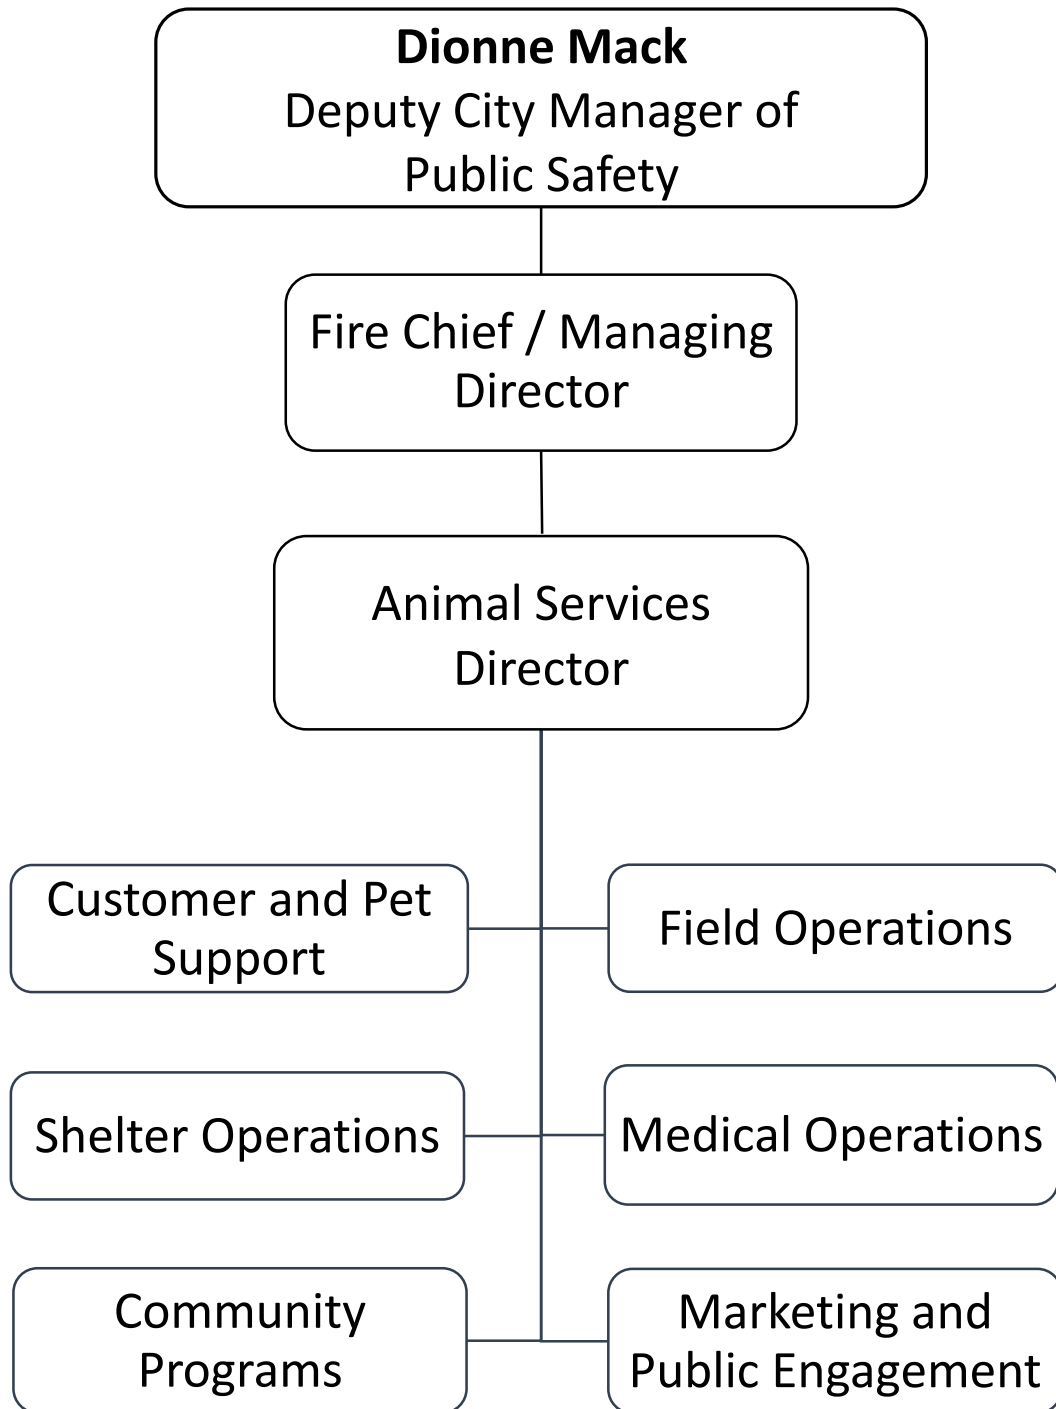 Dionne Mack
Deputy City Manager of
Public Safety
Fire Chief / Managing
Director
Animal Services
Director
Customer and Pet
Support
Field Operations
Shelter Operations
Medical Operations
Community
Programs
Marketing and
Public Engagement